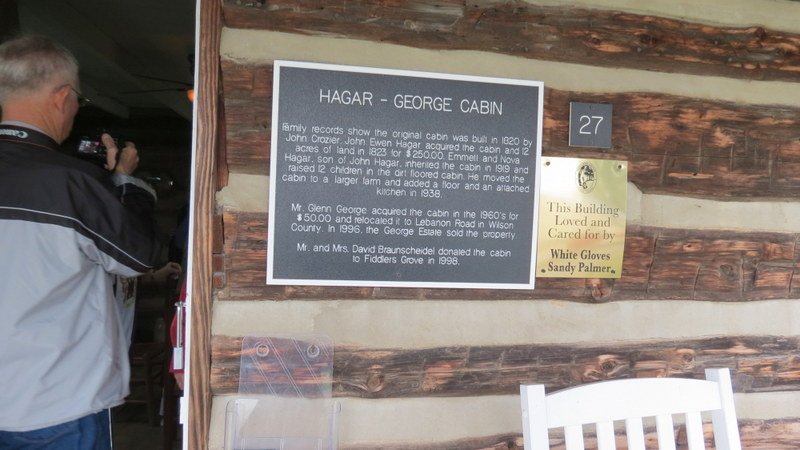 HAGAR - GEORGE CABIN
Family records show the original cabin was built in 1820 by
John Crozier. John Ewen Hagar acquired the cabin and 12
acres of land in 1823 for $250.00. Emmett and Nova
Hagar, son of John Hagar, inherited the cabin in 1919 and
raised 12 children in the dirt floored cabin. He moved the
cabin to a larger farm and added a floor and an attached
kitchen in 1938.
Mr. Glenn George acquired the cabin in the 1960's for
$50.00 and relocated it to Lebanon Road in Wilson
County. In 1996, the George Estate sold the property.
Mr. and Mrs. David Braunscheidel donated the cabin
to Fiddlers Grove in 1998.
27
This Building
Loved and
Cared for by
White Gloves
Sandy Palmer
Canon